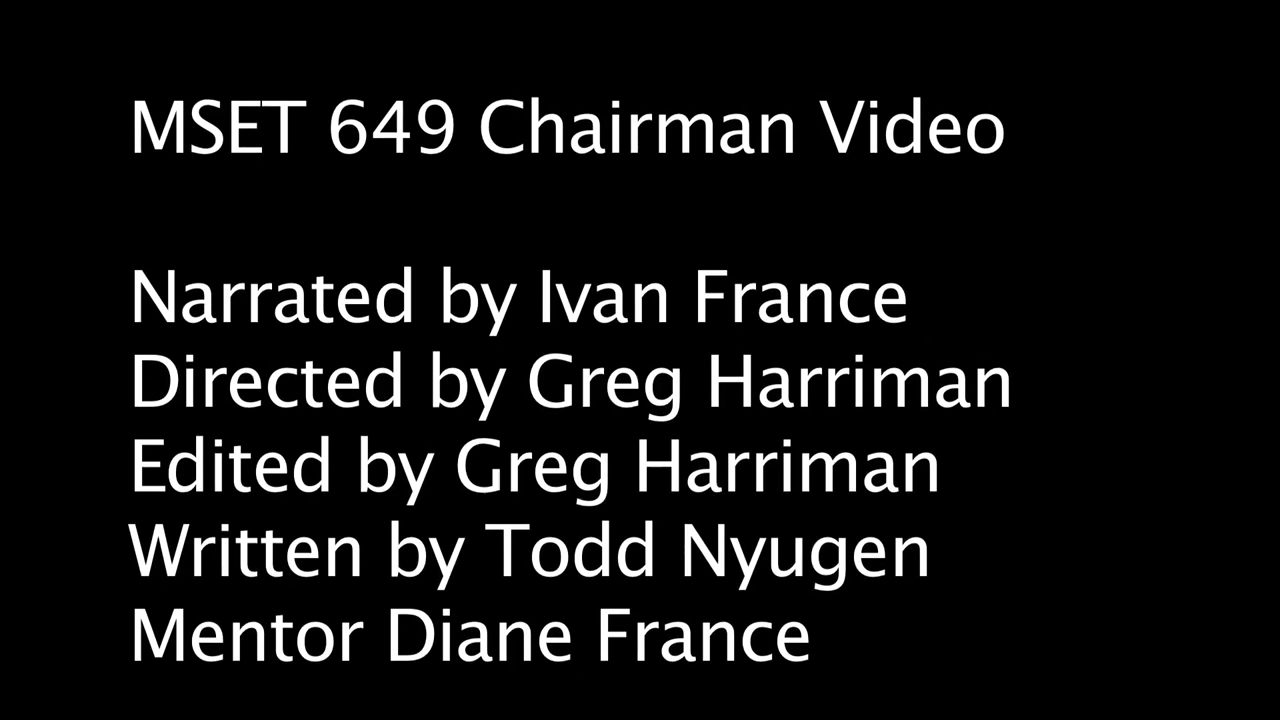 MSET 649 Chairman Video
Narrated by Ivan France
Directed by Greg Harriman
Edited by Greg Harriman
Written by Todd Nyugen
Mentor Diane France